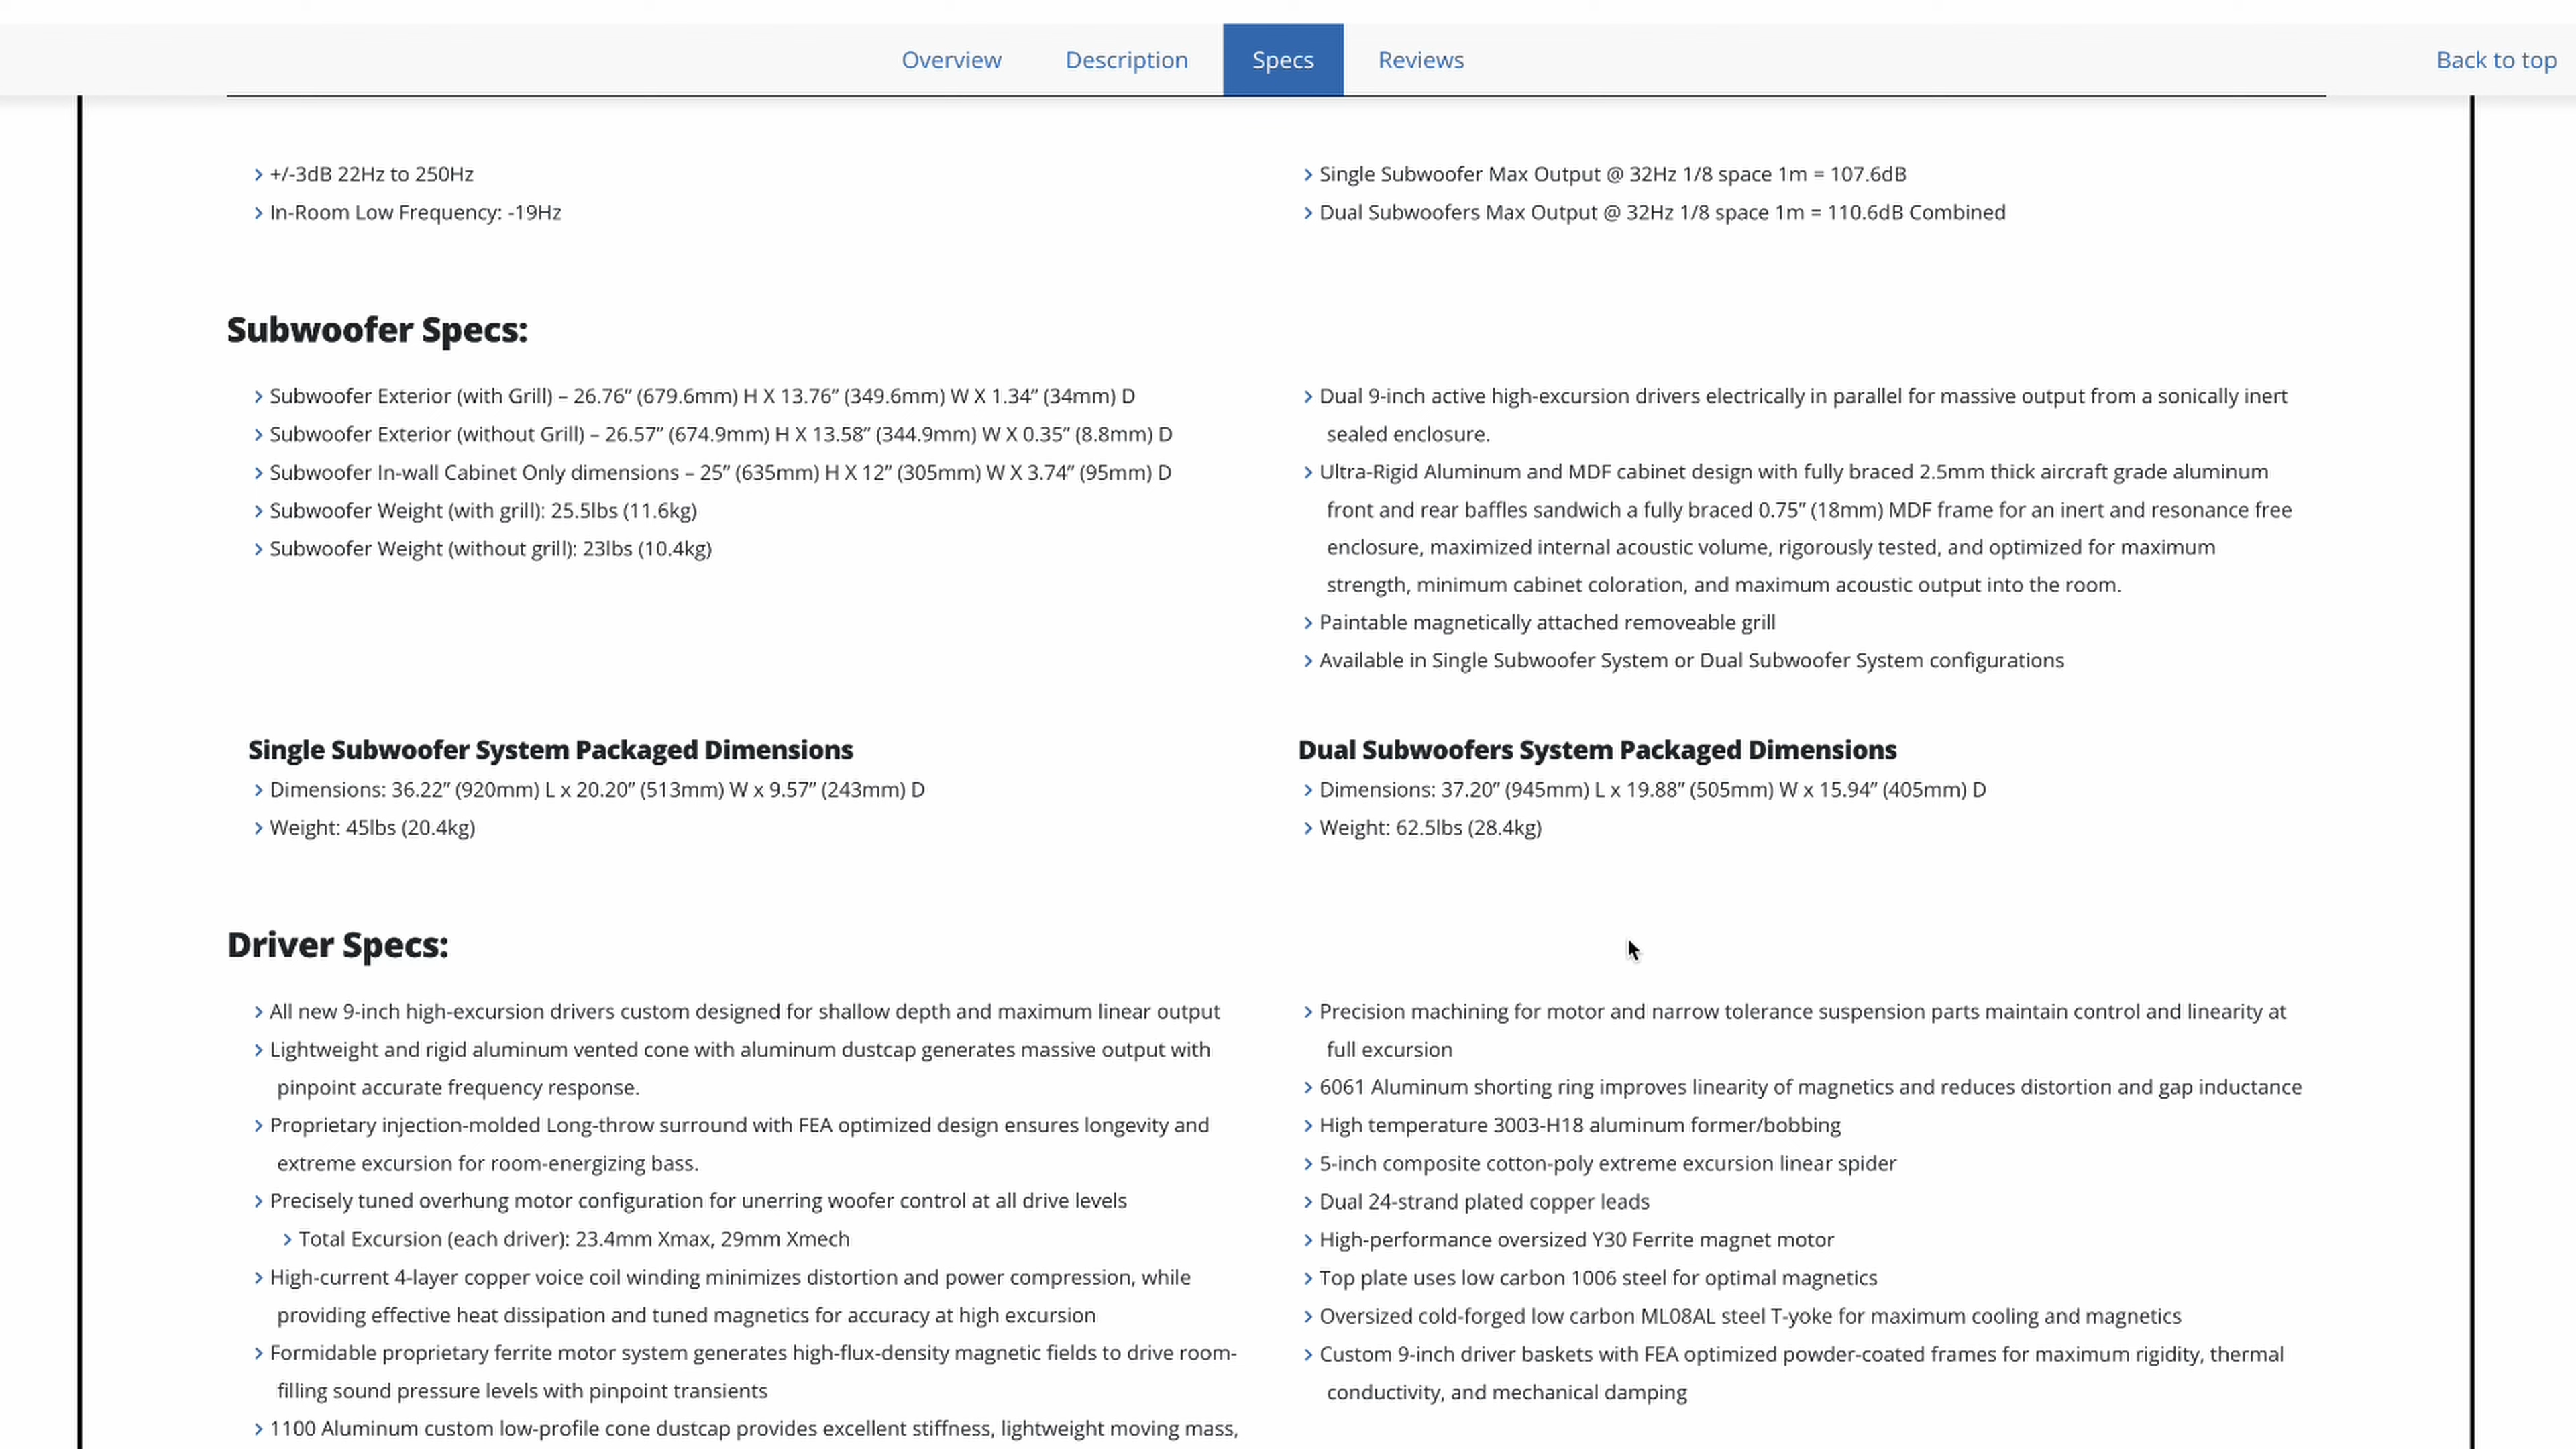 Overview Description Specs Reviews Back to top
+/-3dB 22Hz to 250Hz
In-Room Low Frequency: -19Hz
Single Subwoofer Max Output @ 32Hz 1/8 space 1m = 107.6dB
Dual Subwoofers Max Output @ 32Hz 1/8 space 1m = 110.6dB Combined
Subwoofer Specs:
Subwoofer Exterior (with Grill) – 26.76” (679.6mm) H X 13.76” (349.6mm) W X 1.34” (34mm) D
Subwoofer Exterior (without Grill) – 26.57” (674.9mm) H X 13.58” (344.9mm) W X 0.35” (8.8mm) D
Subwoofer In-wall Cabinet Only dimensions – 25” (635mm) H X 12” (305mm) W X 3.74” (95mm) D
Subwoofer Weight (with grill): 25.5lbs (11.6kg)
Subwoofer Weight (without grill): 23lbs (10.4kg)
Dual 9-inch active high-excursion drivers electrically in parallel for massive output from a sonically inert
sealed enclosure.
Ultra-Rigid Aluminum and MDF cabinet design with fully braced 2.5mm thick aircraft grade aluminum
front and rear baffles sandwich a fully braced 0.75” (18mm) MDF frame for an inert and resonance free
enclosure, maximized internal acoustic volume, rigorously tested, and optimized for maximum
strength, minimum cabinet coloration, and maximum acoustic output into the room.
Paintable magnetically attached removeable grill
Available in Single Subwoofer System or Dual Subwoofer System configurations
Single Subwoofer System Packaged Dimensions
Dimensions: 36.22” (920mm) L x 20.20” (513mm) W x 9.57” (243mm) D
Weight: 45lbs (20.4kg)
Dual Subwoofers System Packaged Dimensions
Dimensions: 37.20” (945mm) L x 19.88” (505mm) W x 15.94” (405mm) D
Weight: 62.5lbs (28.4kg)
Driver Specs:
All new 9-inch high-excursion drivers custom designed for shallow depth and maximum linear output
Lightweight and rigid aluminum vented cone with aluminum dustcap generates massive output with
pinpoint accurate frequency response.
Proprietary injection-molded Long-throw surround with FEA optimized design ensures longevity and
extreme excursion for room-energizing bass.
Precisely tuned overhung motor configuration for unerring woofer control at all drive levels
Total Excursion (each driver): 23.4mm Xmax, 29mm Xmech
High-current 4-layer copper voice coil winding minimizes distortion and power compression, while
providing effective heat dissipation and tuned magnetics for accuracy at high excursion
Formidable proprietary ferrite motor system generates high-flux-density magnetic fields to drive room-
filling sound pressure levels with pinpoint transients
1100 Aluminum custom low-profile cone dustcap provides excellent stiffness, lightweight moving mass,
Precision machining for motor and narrow tolerance suspension parts maintain control and linearity at
full excursion
6061 Aluminum shorting ring improves linearity of magnetics and reduces distortion and gap inductance
High temperature 3003-H18 aluminum former/bobbing
5-inch composite cotton-poly extreme excursion linear spider
Dual 24-strand plated copper leads
High-performance oversized Y30 Ferrite magnet motor
Top plate uses low carbon 1006 steel for optimal magnetics
Oversized cold-forged low carbon ML08AL steel T-yoke for maximum cooling and magnetics
Custom 9-inch driver baskets with FEA optimized powder-coated frames for maximum rigidity, thermal
conductivity, and mechanical damping